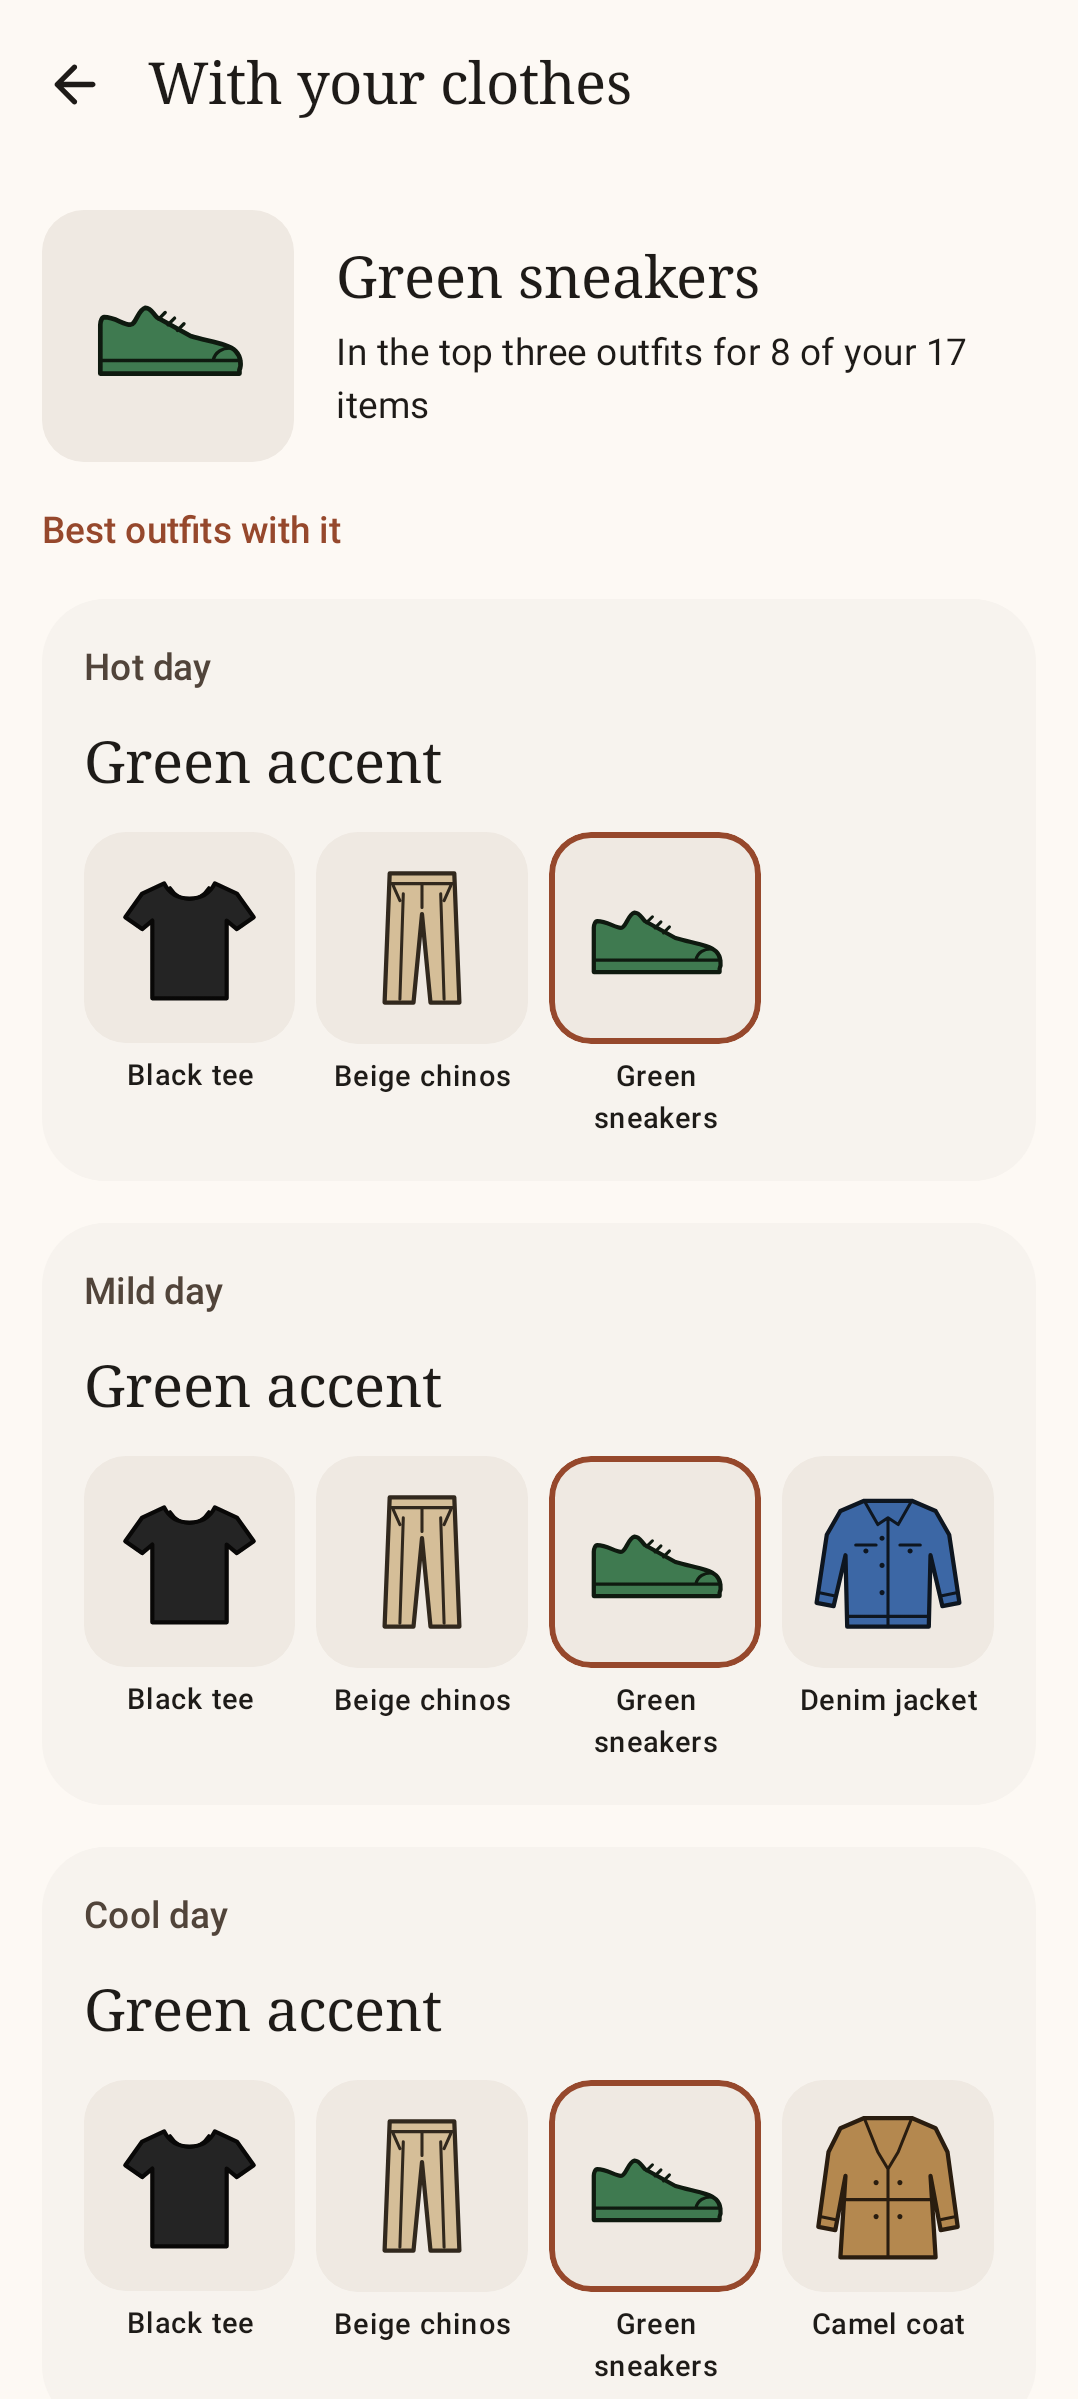 With your clothes
Green sneakers
In the top three outfits for 8 of your 17
items
Best outfits with it
Hot day
Green accent
Black tee
Beige chinos
Green
sneakers
Mild day
Green accent
Black tee
Beige chinos
Green
sneakers
Denim jacket
Cool day
Green accent
Black tee
Beige chinos
Green
sneakers
Camel coat